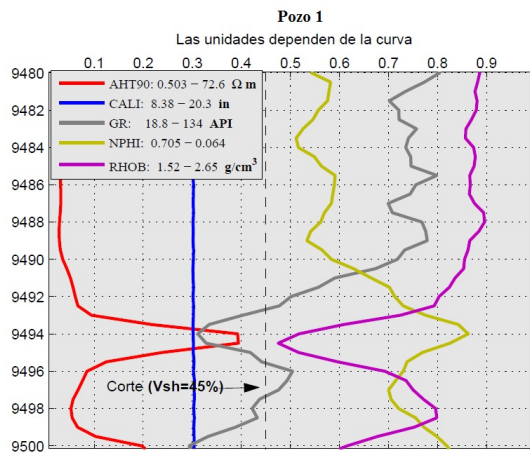 Pozo 1
Las unidades dependen de la curva
0.1 0.2 0.3 0.4 0.5 0.6 0.7 0.8 0.9
9480
AHT90: 0.503 − 72.6 Ω m
CALI: 8.38 − 20.3 in
9482
GR: 18.8 − 134 API
NPHI: 0.705 − 0.064
9484
RHOB: 1.52 − 2.65 g/cm³
9486
9488
9490
9492
9494
9496
Corte (Vsh=45%)
9498
9500